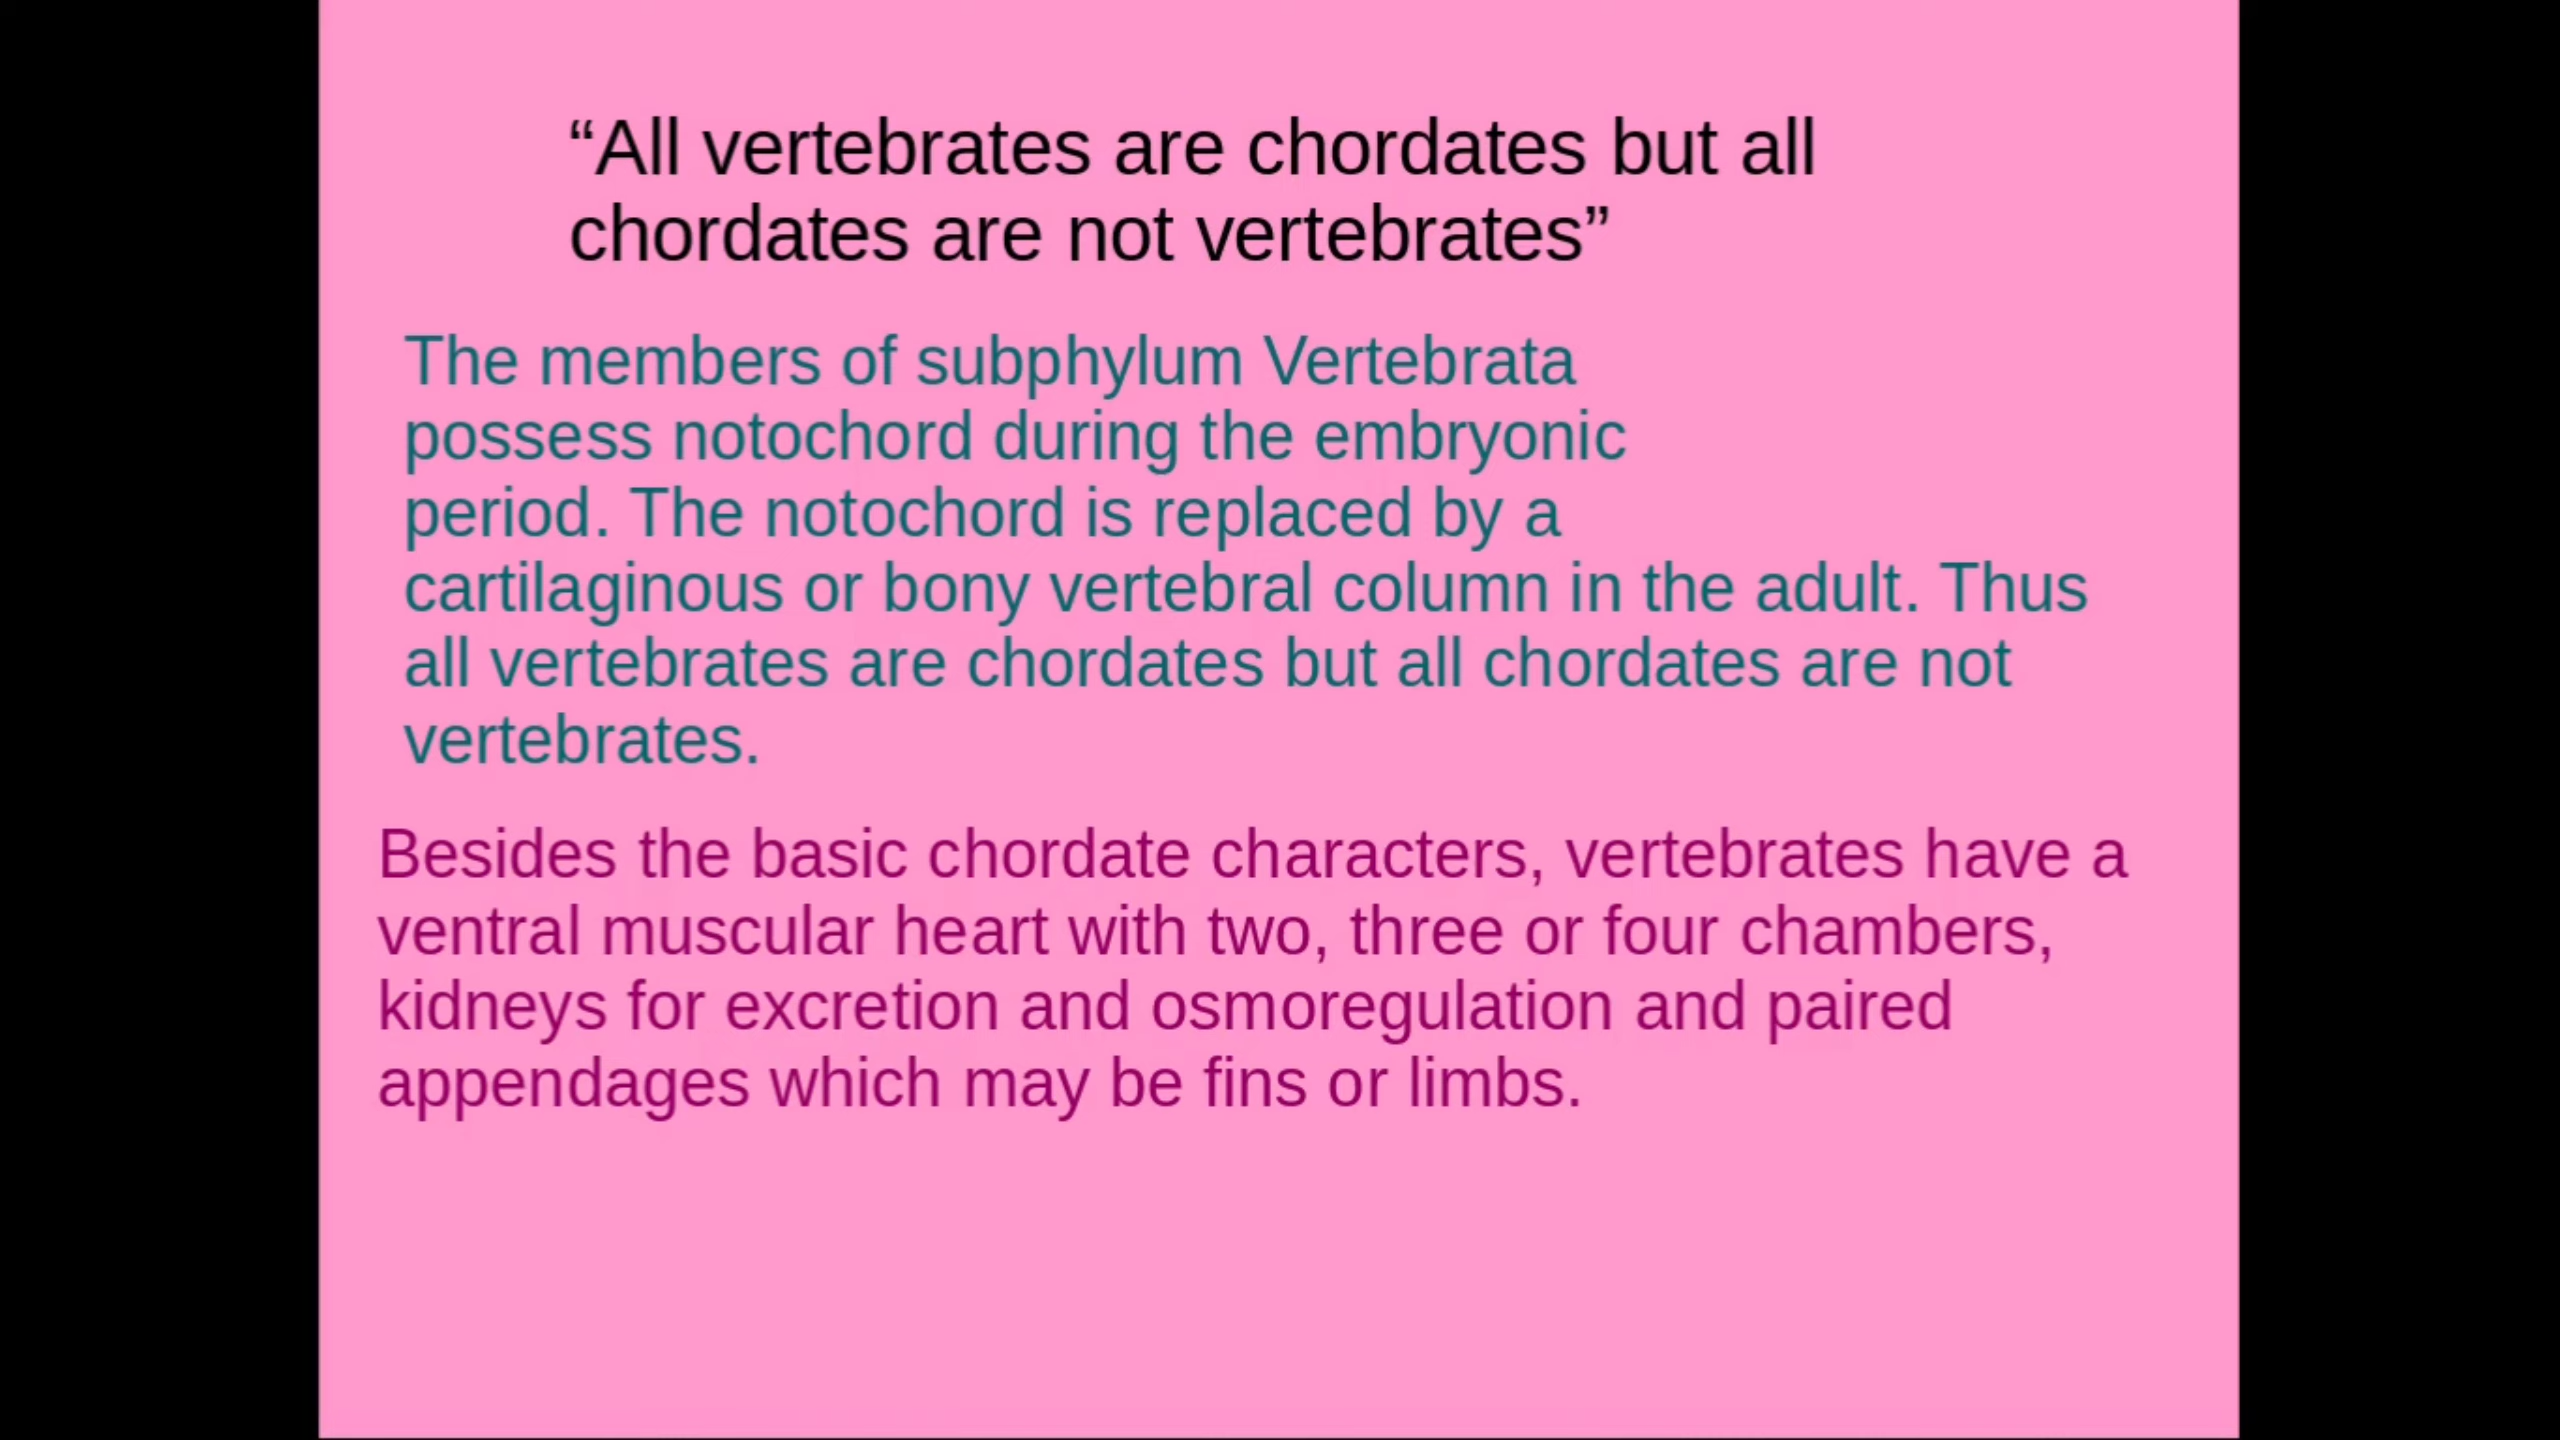 “All vertebrates are chordates but all
chordates are not vertebrates”
The members of subphylum Vertebrata
possess notochord during the embryonic
period. The notochord is replaced by a
cartilaginous or bony vertebral column in the adult. Thus
all vertebrates are chordates but all chordates are not
vertebrates.
Besides the basic chordate characters, vertebrates have a
ventral muscular heart with two, three or four chambers,
kidneys for excretion and osmoregulation and paired
appendages which may be fins or limbs.